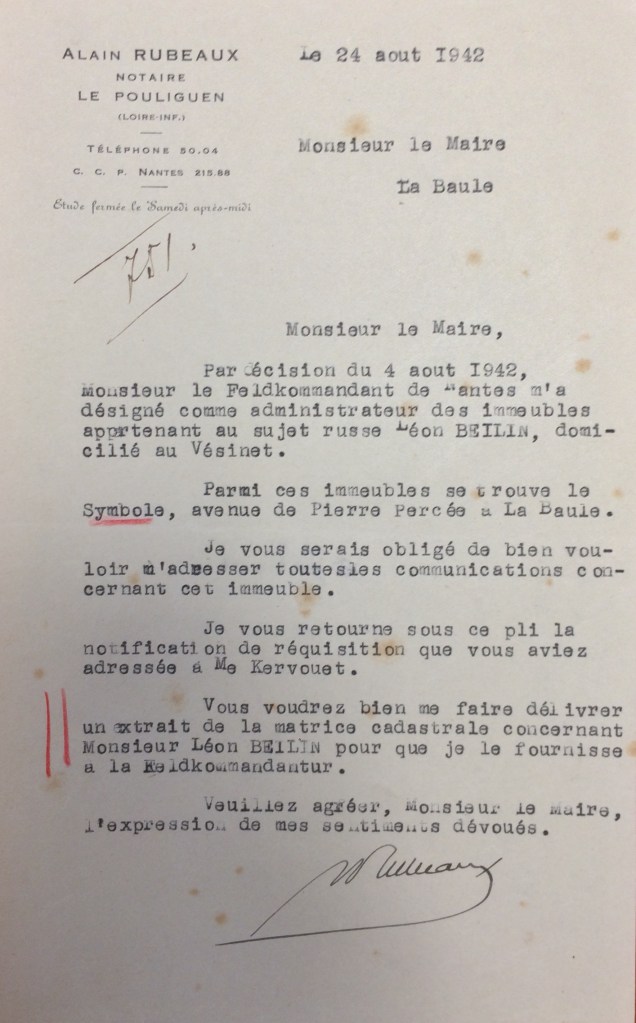 ALAIN RUBEAUX
NOTAIRE
LE POULIGUEN
(LOIRE-INF.)
TÉLÉPHONE 50.04
C. C. P. NANTES 215.88
Etude fermée le Samedi après-midi
751.
Le 24 aout I942
Monsieur le Maire
La Baule
Monsieur le Maire,
Par décision du 4 aout I942,
Monsieur le Feldkommandant de Nantes m'a
désigné comme administrateur des immeubles
apprtenant au sujet russe Léon BEILIN, domi-
cilié au Vésinet.
Parmi ces immeubles se trouve le
Symbole, avenue de Pierre Percée a La Baule.
Je vous serais obligé de bien vou-
loir m'adresser toutesles communications con-
cernant cet immeuble.
Je vous retourne sous ce pli la
notification de réquisition que vous aviez
adressée a Me Kervouet.
Vous voudrez bien me faire délivrer
un extrait de la matrice cadastrale concernant
Monsieur Léon BEILIN pour que je le fournisse
a la Feldkommandantur.
Veuillez agréer, Monsieur le Maire,
l'expression de mes sentiments dévoués.
Rubeaux